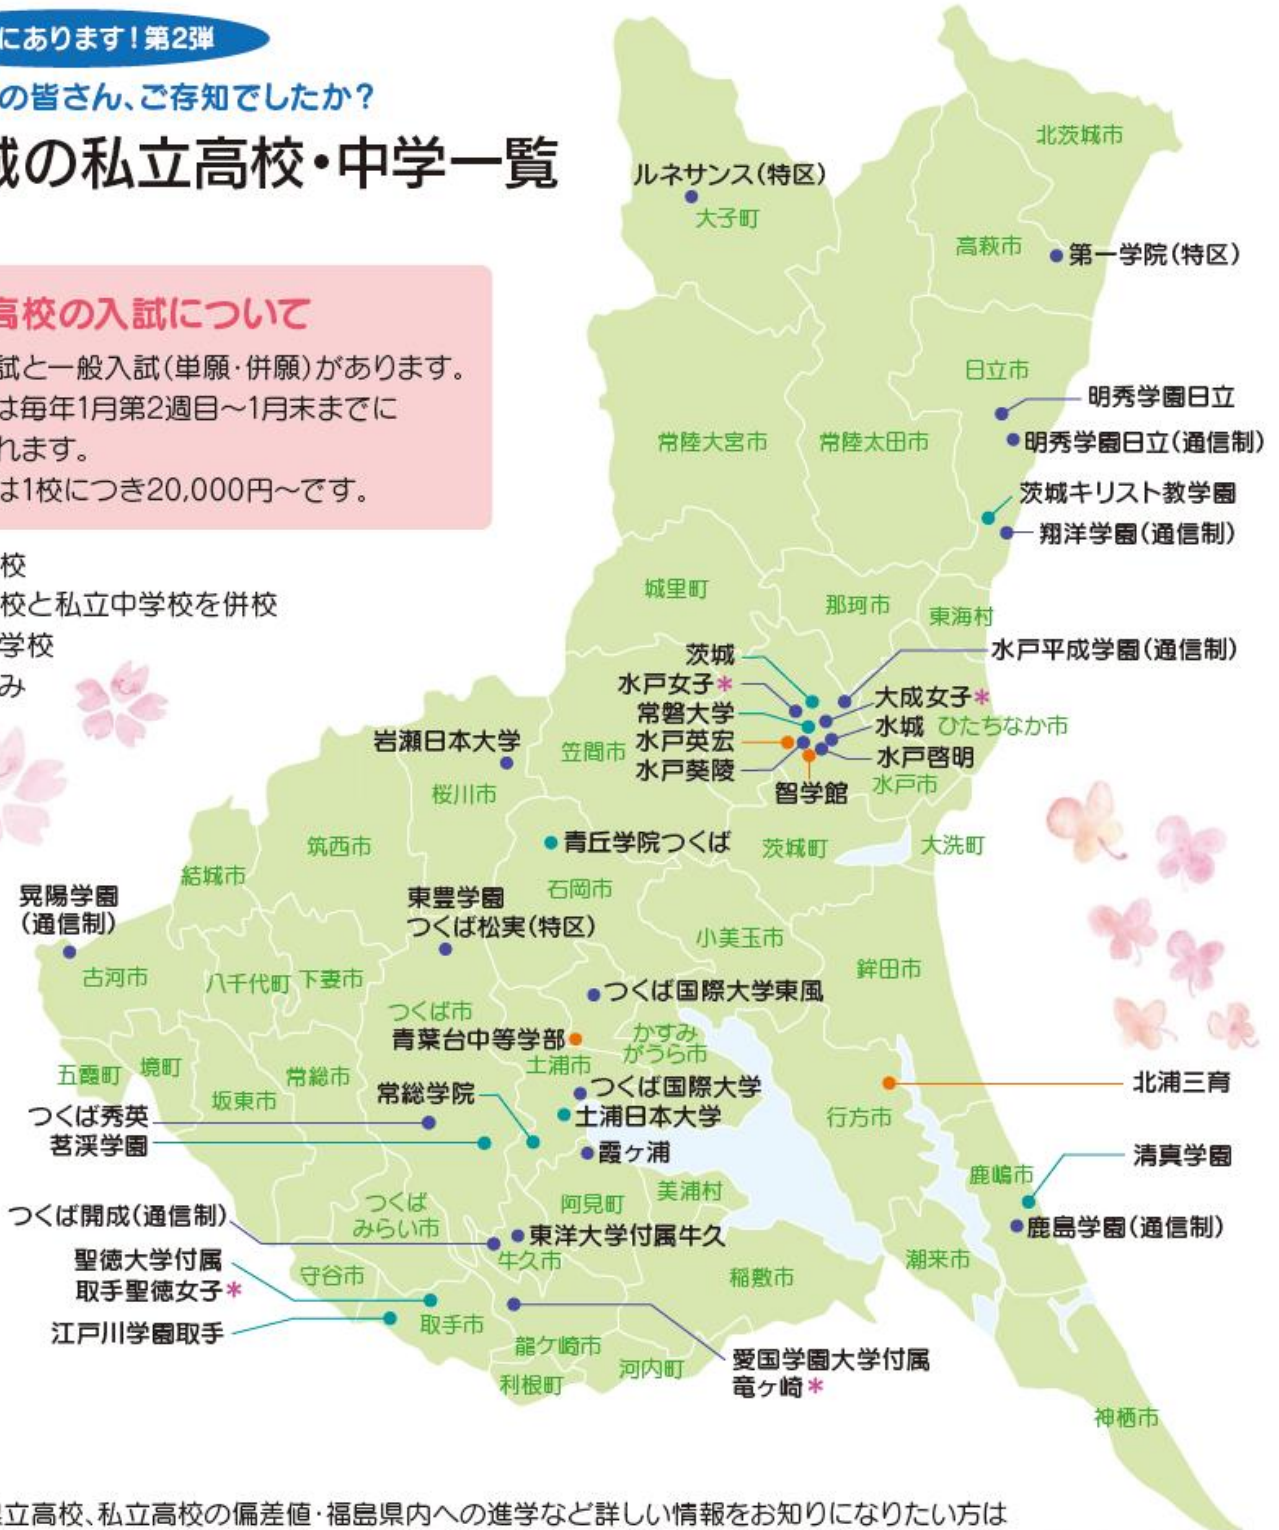 にあります！第2弾
の皆さん、ご存知でしたか？
城の私立高校・中学一覧
高校の入試について
試と一般入試（単願・併願）があります。
は毎年1月第2週目〜1月末までに
れます。
は1校につき20,000円〜です。
校
校と私立中学校を併校
学校
み
北茨城市
ルネサンス（特区）
大子町
高萩市
第一学院（特区）
日立市
明秀学園日立
常陸大宮市
常陸太田市
明秀学園日立（通信制）
茨城キリスト教学園
翔洋学園（通信制）
城里町
那珂市
東海村
茨城
水戸平成学園（通信制）
水戸女子＊
大成女子＊
常磐大学
水城
ひたちなか市
岩瀬日本大学
笠間市
水戸英宏
水戸啓明
水戸葵陵
桜川市
智学館
水戸市
筑西市
青丘学院つくば
茨城町
大洗町
結城市
石岡市
晃陽学園
（通信制）
東豊学園
つくば松実（特区）
小美玉市
古河市
八千代町
下妻市
鉾田市
つくば国際大学東風
つくば市
青葉台中等学部
かすみ
がうら市
土浦市
五霞町
境町
常総市
坂東市
常総学院
つくば国際大学
北浦三育
つくば秀英
土浦日本大学
行方市
茗溪学園
霞ヶ浦
清真学園
鹿嶋市
つくば
みらい市
阿見町
美浦村
つくば開成（通信制）
東洋大学付属牛久
鹿島学園（通信制）
聖徳大学付属
取手聖徳女子＊
守谷市
牛久市
稲敷市
潮来市
江戸川学園取手
取手市
龍ケ崎市
河内町
利根町
愛国学園大学付属
竜ヶ崎＊
神栖市
立高校、私立高校の偏差値・福島県内への進学など詳しい情報をお知りになりたい方は